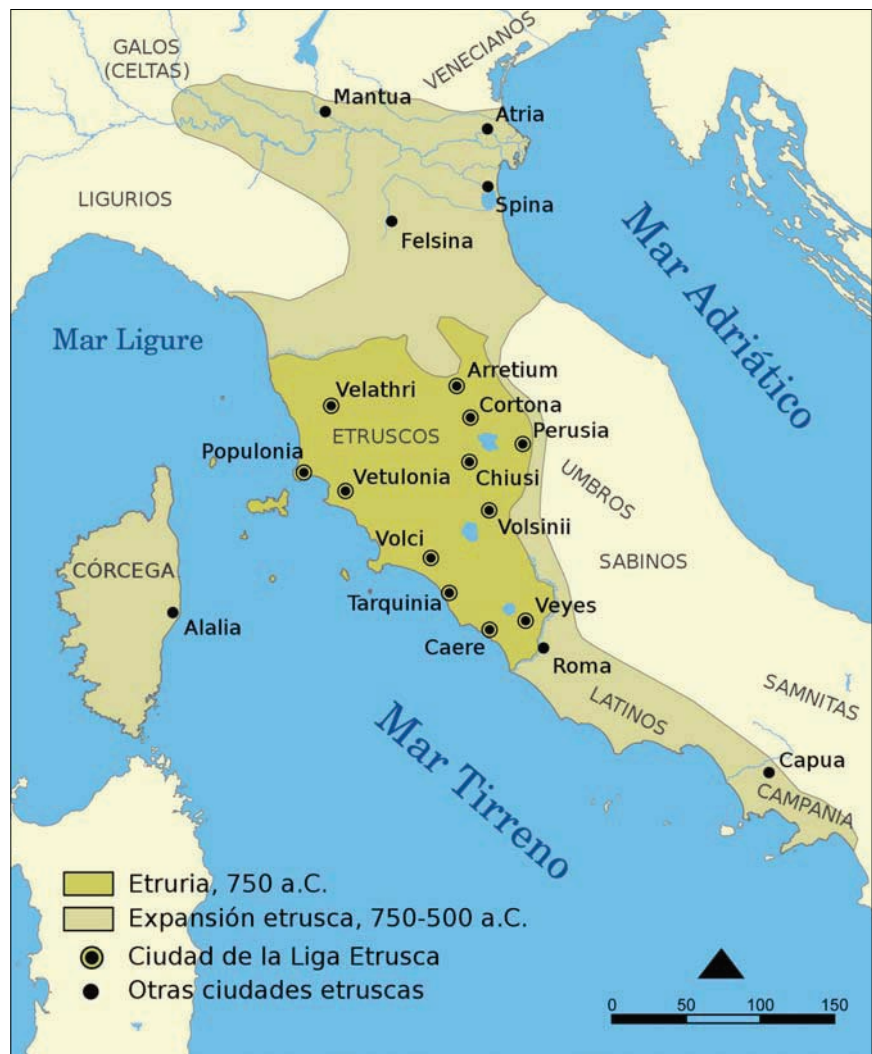 GALOS
(CELTAS)
VENECIANOS
Mantua
Atria
LIGURIOS
Spina
Felsina
Mar Adriático
Mar Ligure
Arretium
Velathri
Cortona
ETRUSCOS
Perusia
Populonia
Vetulonia
Chiusi
UMBROS
Volsinii
Volci
SABINOS
CÓRCEGA
Tarquinia
Veyes
Alalia
Caere
Roma
LATINOS
SAMNITAS
Mar Tirreno
Capua
CAMPANIA
Etruria, 750 a.C.
Expansión etrusca, 750-500 a.C.
Ciudad de la Liga Etrusca
Otras ciudades etruscas
0 50 100 150